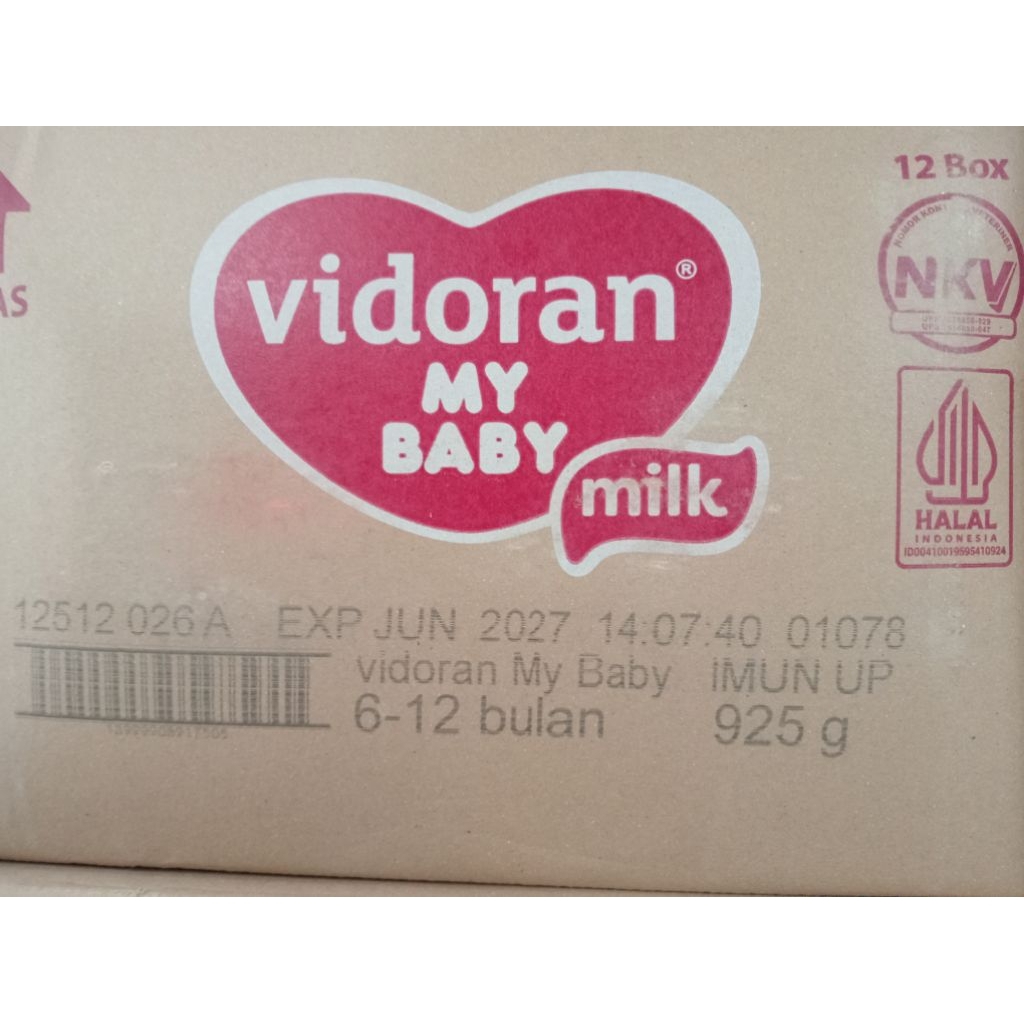 12 Box
AS
vidoran®
MY
BABY
milk
NKV
HALAL
INDONESIA
ID00410019595410924
12512 026 A EXP JUN 2027 14:07:40 01078
vidoran My Baby IMUN UP
6-12 bulan 925 g